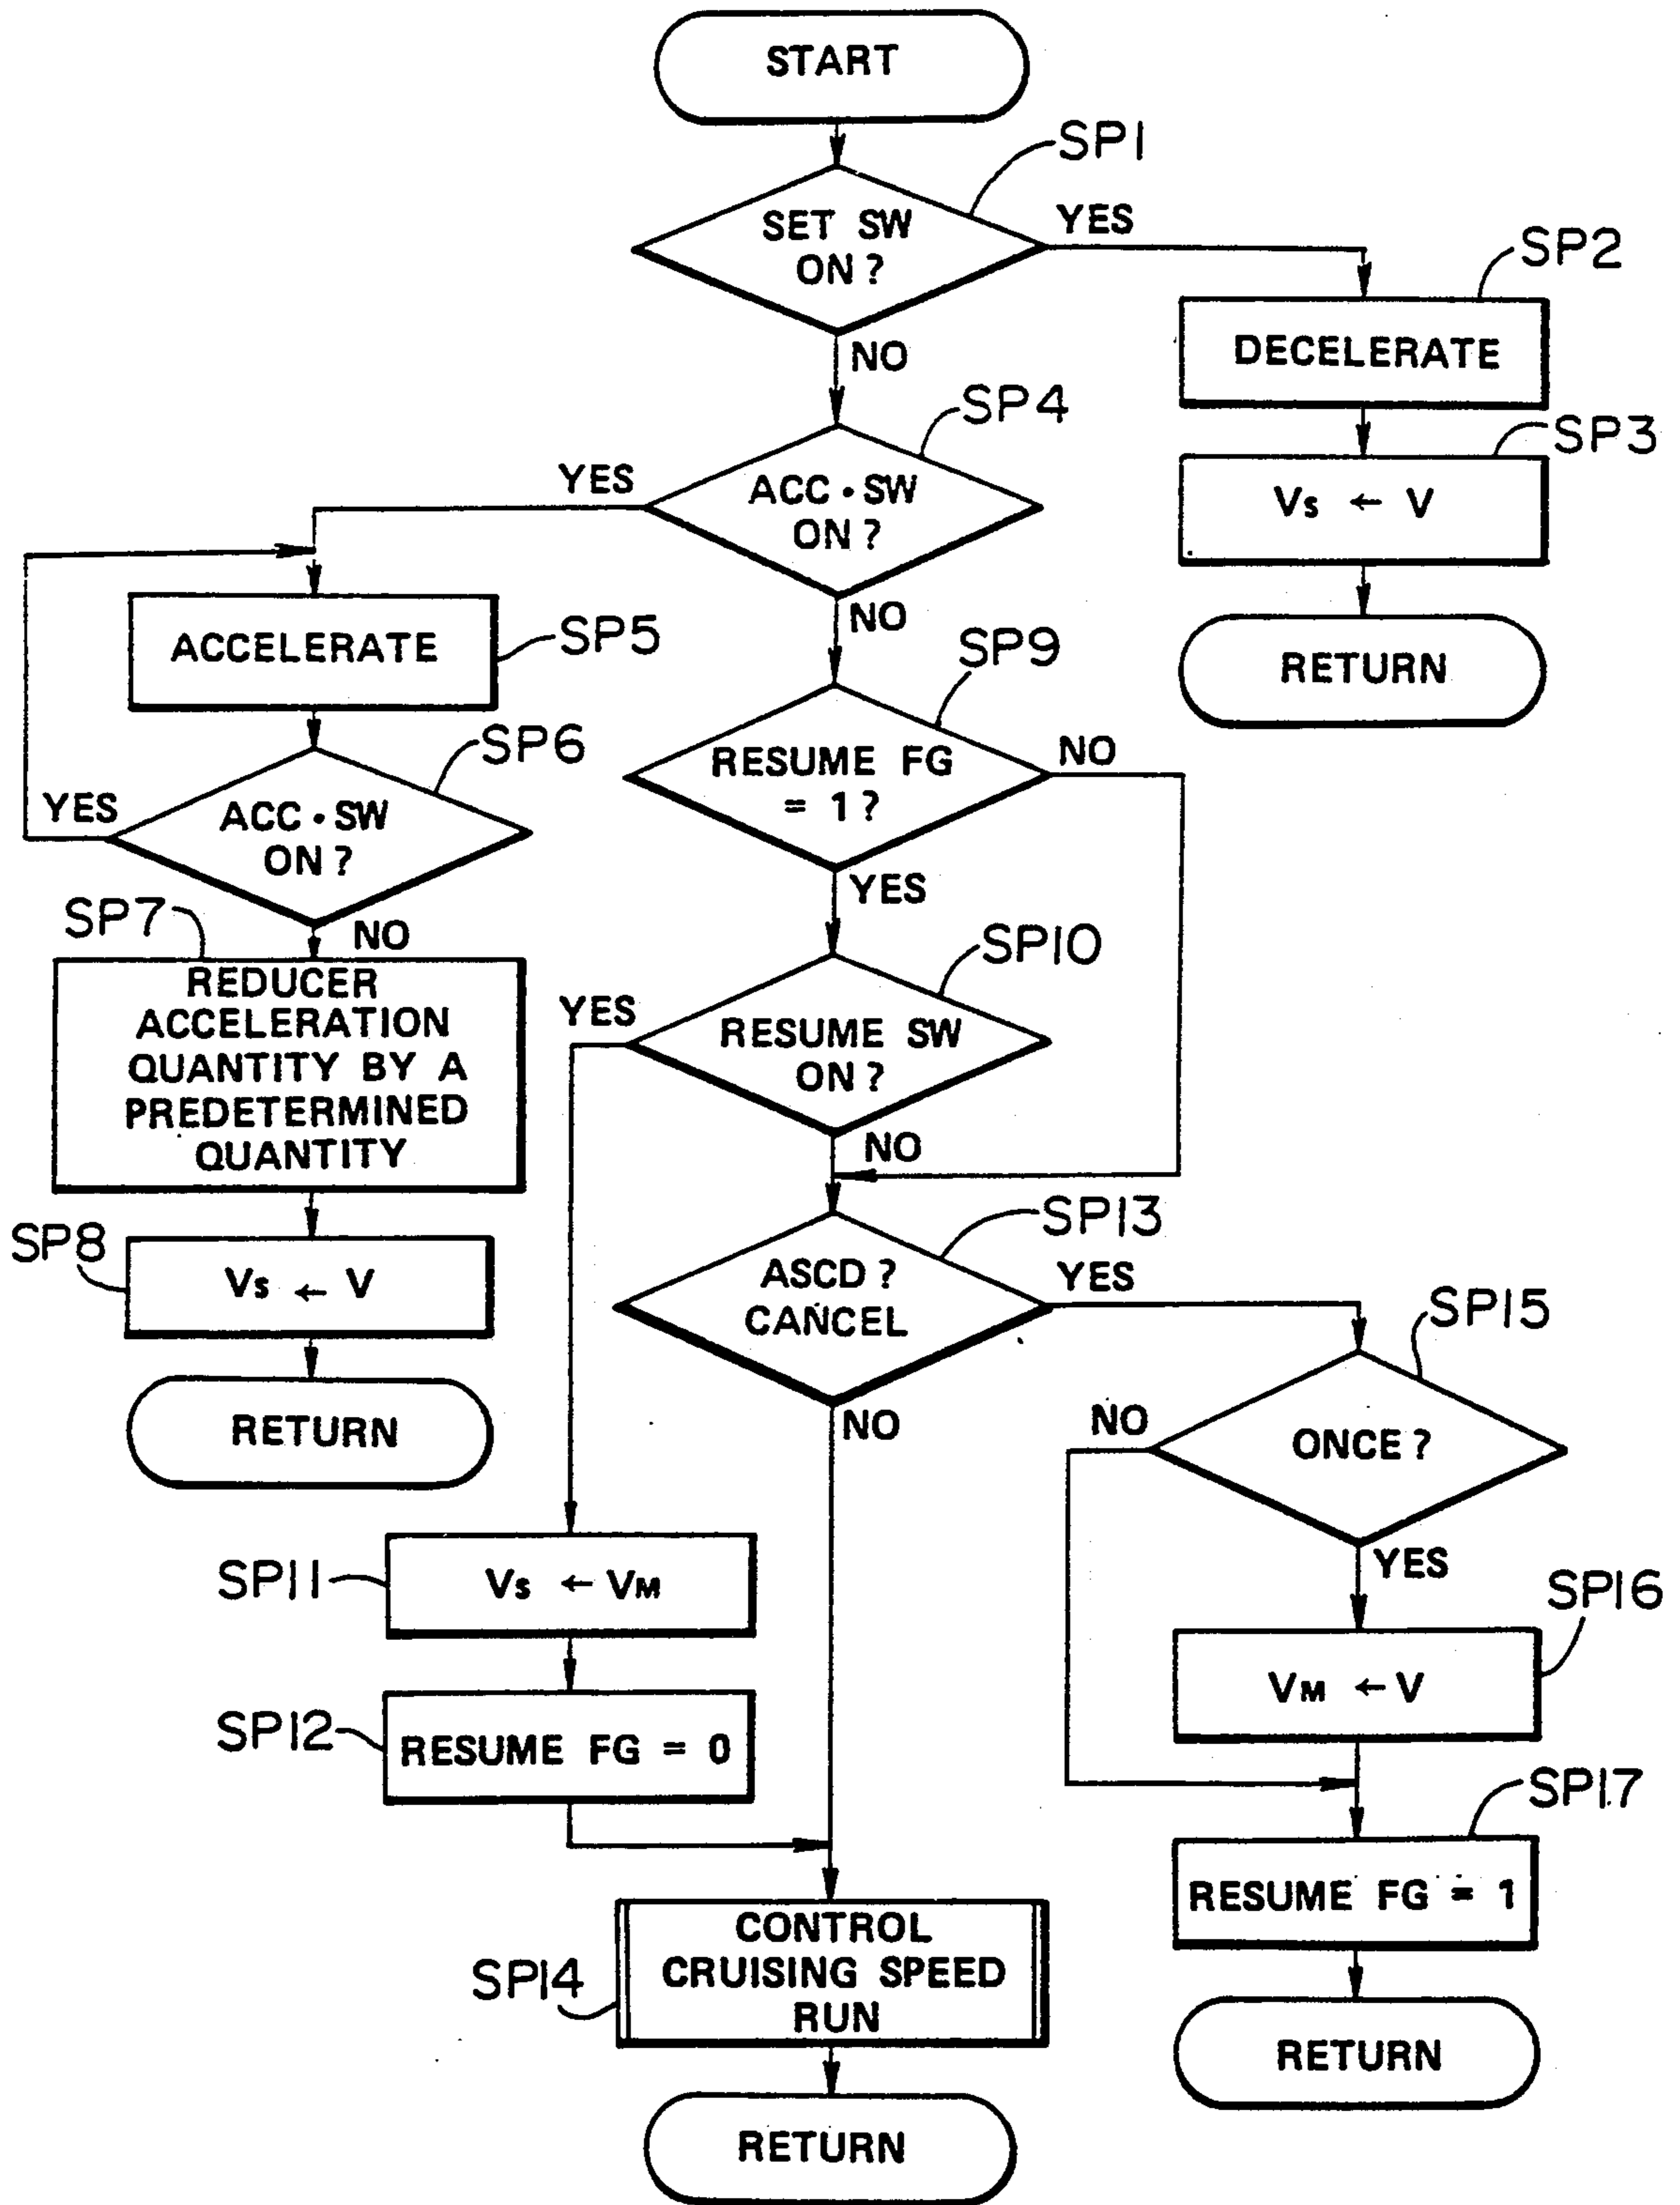 START
SP1
SET SW
ON?
YES
NO
SP2
DECELERATE
SP3
Vs ← V
RETURN
SP4
ACC·SW
ON?
YES
NO
ACCELERATE
SP5
SP6
ACC·SW
ON?
YES
NO
SP7
REDUCER
ACCELERATION
QUANTITY BY A
PREDETERMINED
QUANTITY
SP8
Vs ← V
RETURN
SP9
RESUME FG
= 1?
NO
YES
SP10
RESUME SW
ON?
YES
NO
SP11
Vs ← VM
SP12
RESUME FG = 0
SP13
ASCD?
CANCEL
YES
NO
SP14
CONTROL
CRUISING SPEED
RUN
RETURN
SP15
ONCE?
NO
YES
SP16
VM ← V
SP17
RESUME FG = 1
RETURN